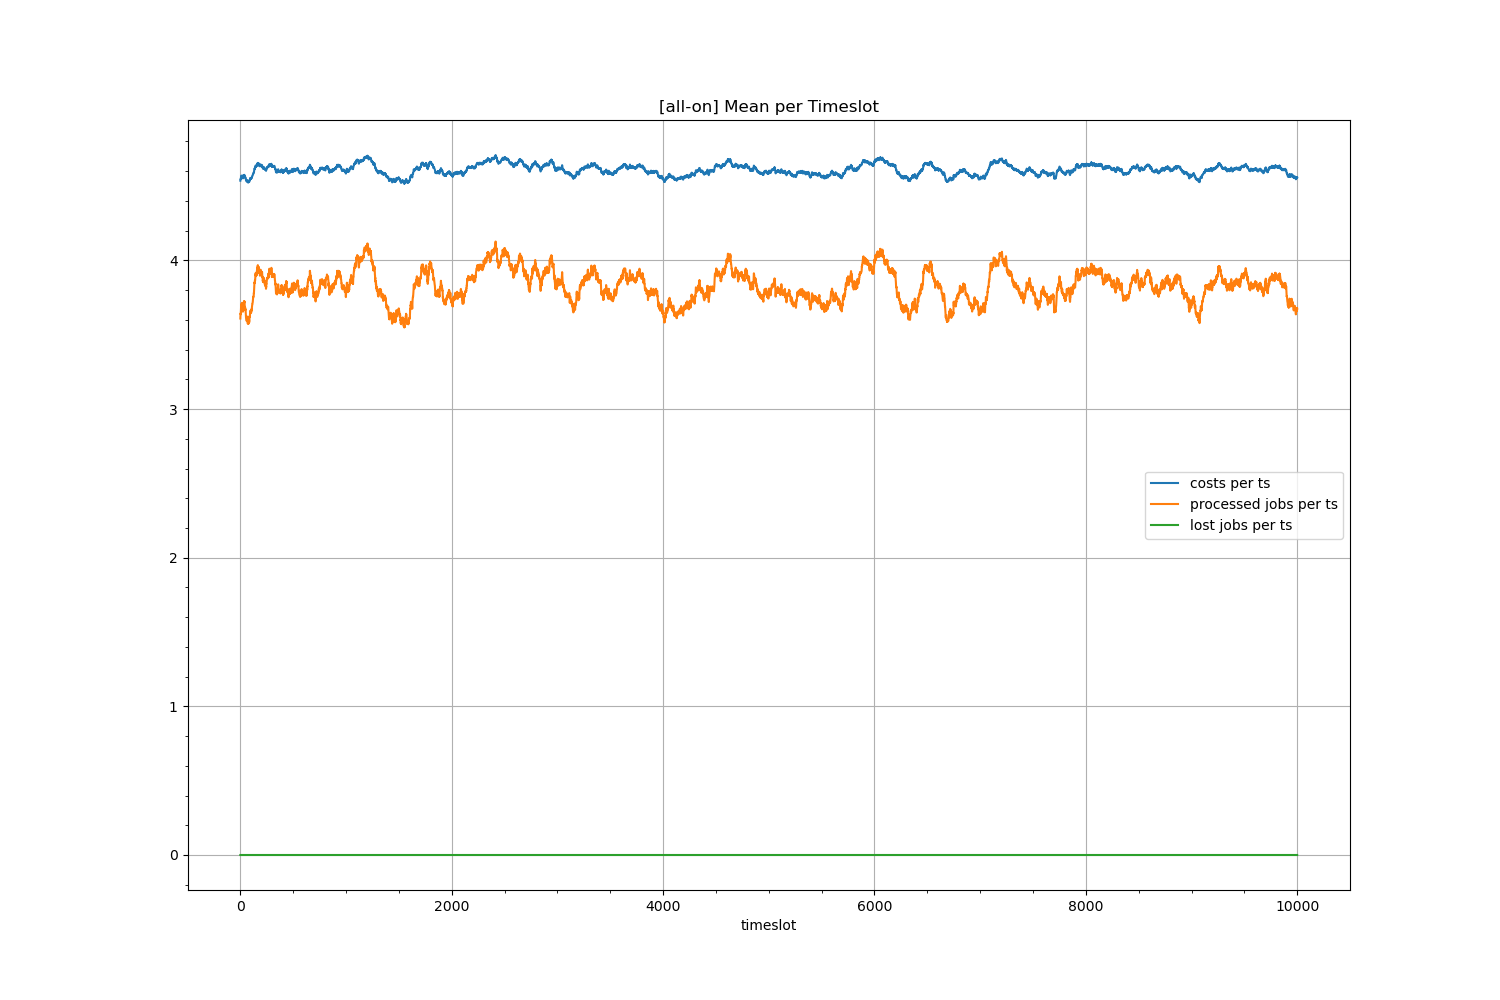 [all-on] Mean per Timeslot
4
3
2
1
0
costs per ts
processed jobs per ts
lost jobs per ts
0 2000 4000 6000 8000 10000
timeslot